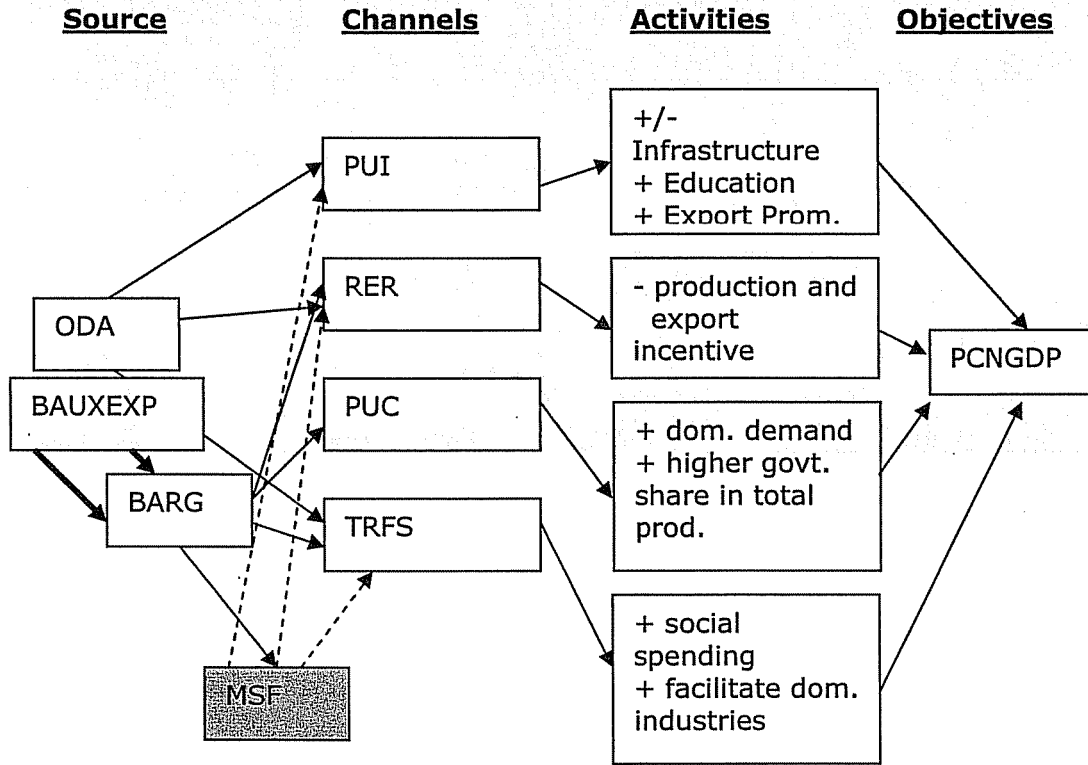 Source Channels Activities Objectives
ODA
BAUXEXP
BARG
MSF
PUI
RER
PUC
TRFS
+/-
Infrastructure
+ Education
+ Export Prom.
- production and
export
incentive
+ dom. demand
+ higher govt.
share in total
prod.
+ social
spending
+ facilitate dom.
industries
PCNGDP